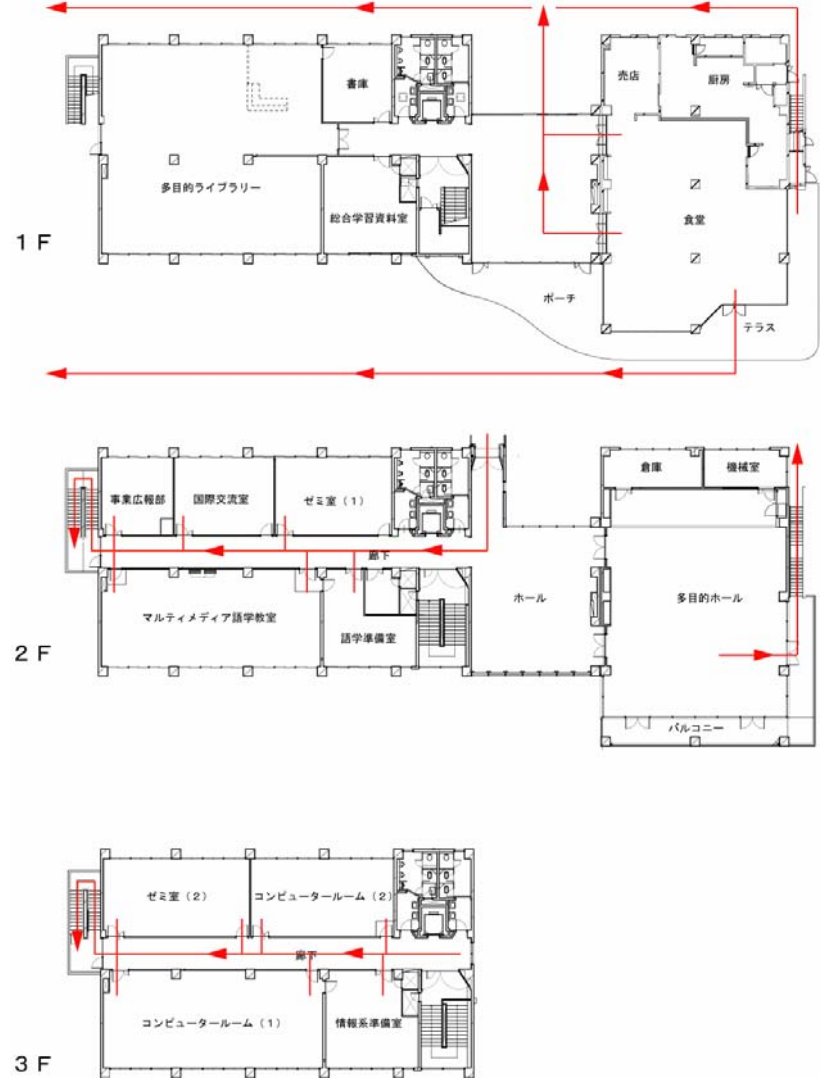 書庫
売店
厨房
多目的ライブラリー
総合学習資料室
食堂
1 F
ポーチ
テラス
事業広報部
国際交流室
ゼミ室(1)
倉庫
機械室
廊下
マルティメディア語学教室
語学準備室
ホール
多目的ホール
2 F
バルコニー
ゼミ室(2)
コンピュータールーム(2)
廊下
コンピュータールーム(1)
情報系準備室
3 F